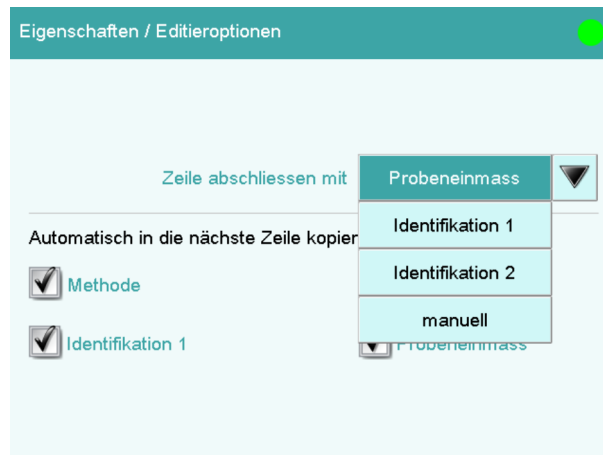 Eigenschaften / Editieroptionen
Zeile abschliessen mit Probeneinmass
Identifikation 1
Automatisch in die nächste Zeile kopier
Identifikation 2
Methode
manuell
Identifikation 1 Probeneinmass